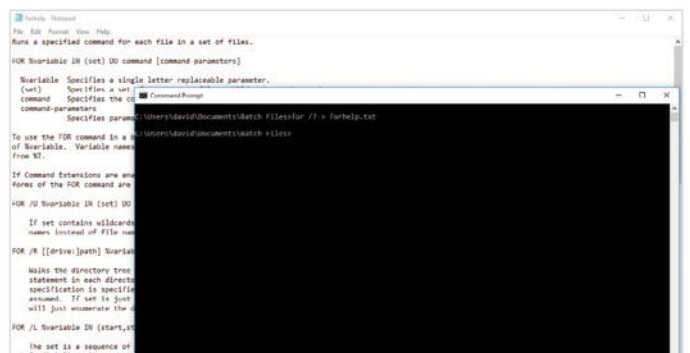 forhelp - Notepad
File Edit Format View Help
Runs a specified command for each file in a set of files.
FOR %variable IN (set) DO command [command-parameters]
%variable Specifies a single letter replaceable parameter.
(set) Specifies a set
command Specifies the co
command-parameters
Specifies parame
To use the FOR command in a b
of %variable. Variable names
from %I.
If Command Extensions are ena
forms of the FOR command are
FOR /D %variable IN (set) DO
If set contains wildcards
names instead of file nam
FOR /R [[drive:]path] %variab
Walks the directory tree
statement in each directo
specification is specifie
assumed. If set is just
will just enumerate the d
FOR /L %variable IN (start,st
The set is a sequence of
Command Prompt
C:\Users\david\Documents\Batch Files>for /? > forhelp.txt
C:\Users\david\Documents\Batch Files>